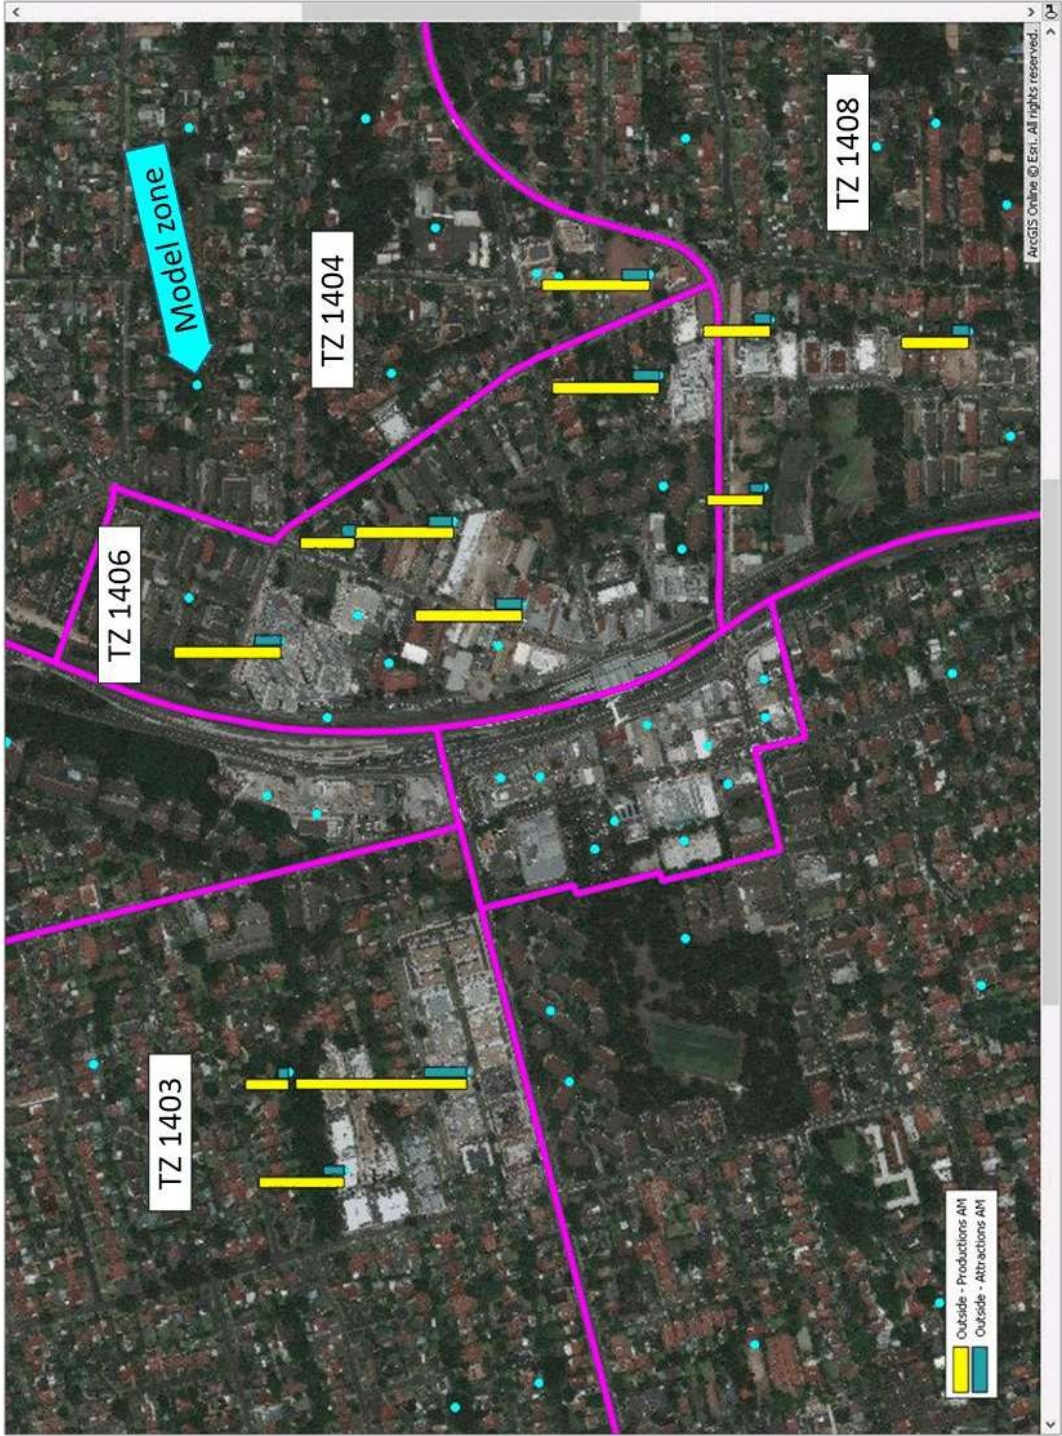 ArcGIS Online © Esri. All rights reserved.
TZ 1408
Model zone
TZ 1404
TZ 1406
TZ 1403
Outside - Productions AM
Outside - Attractions AM